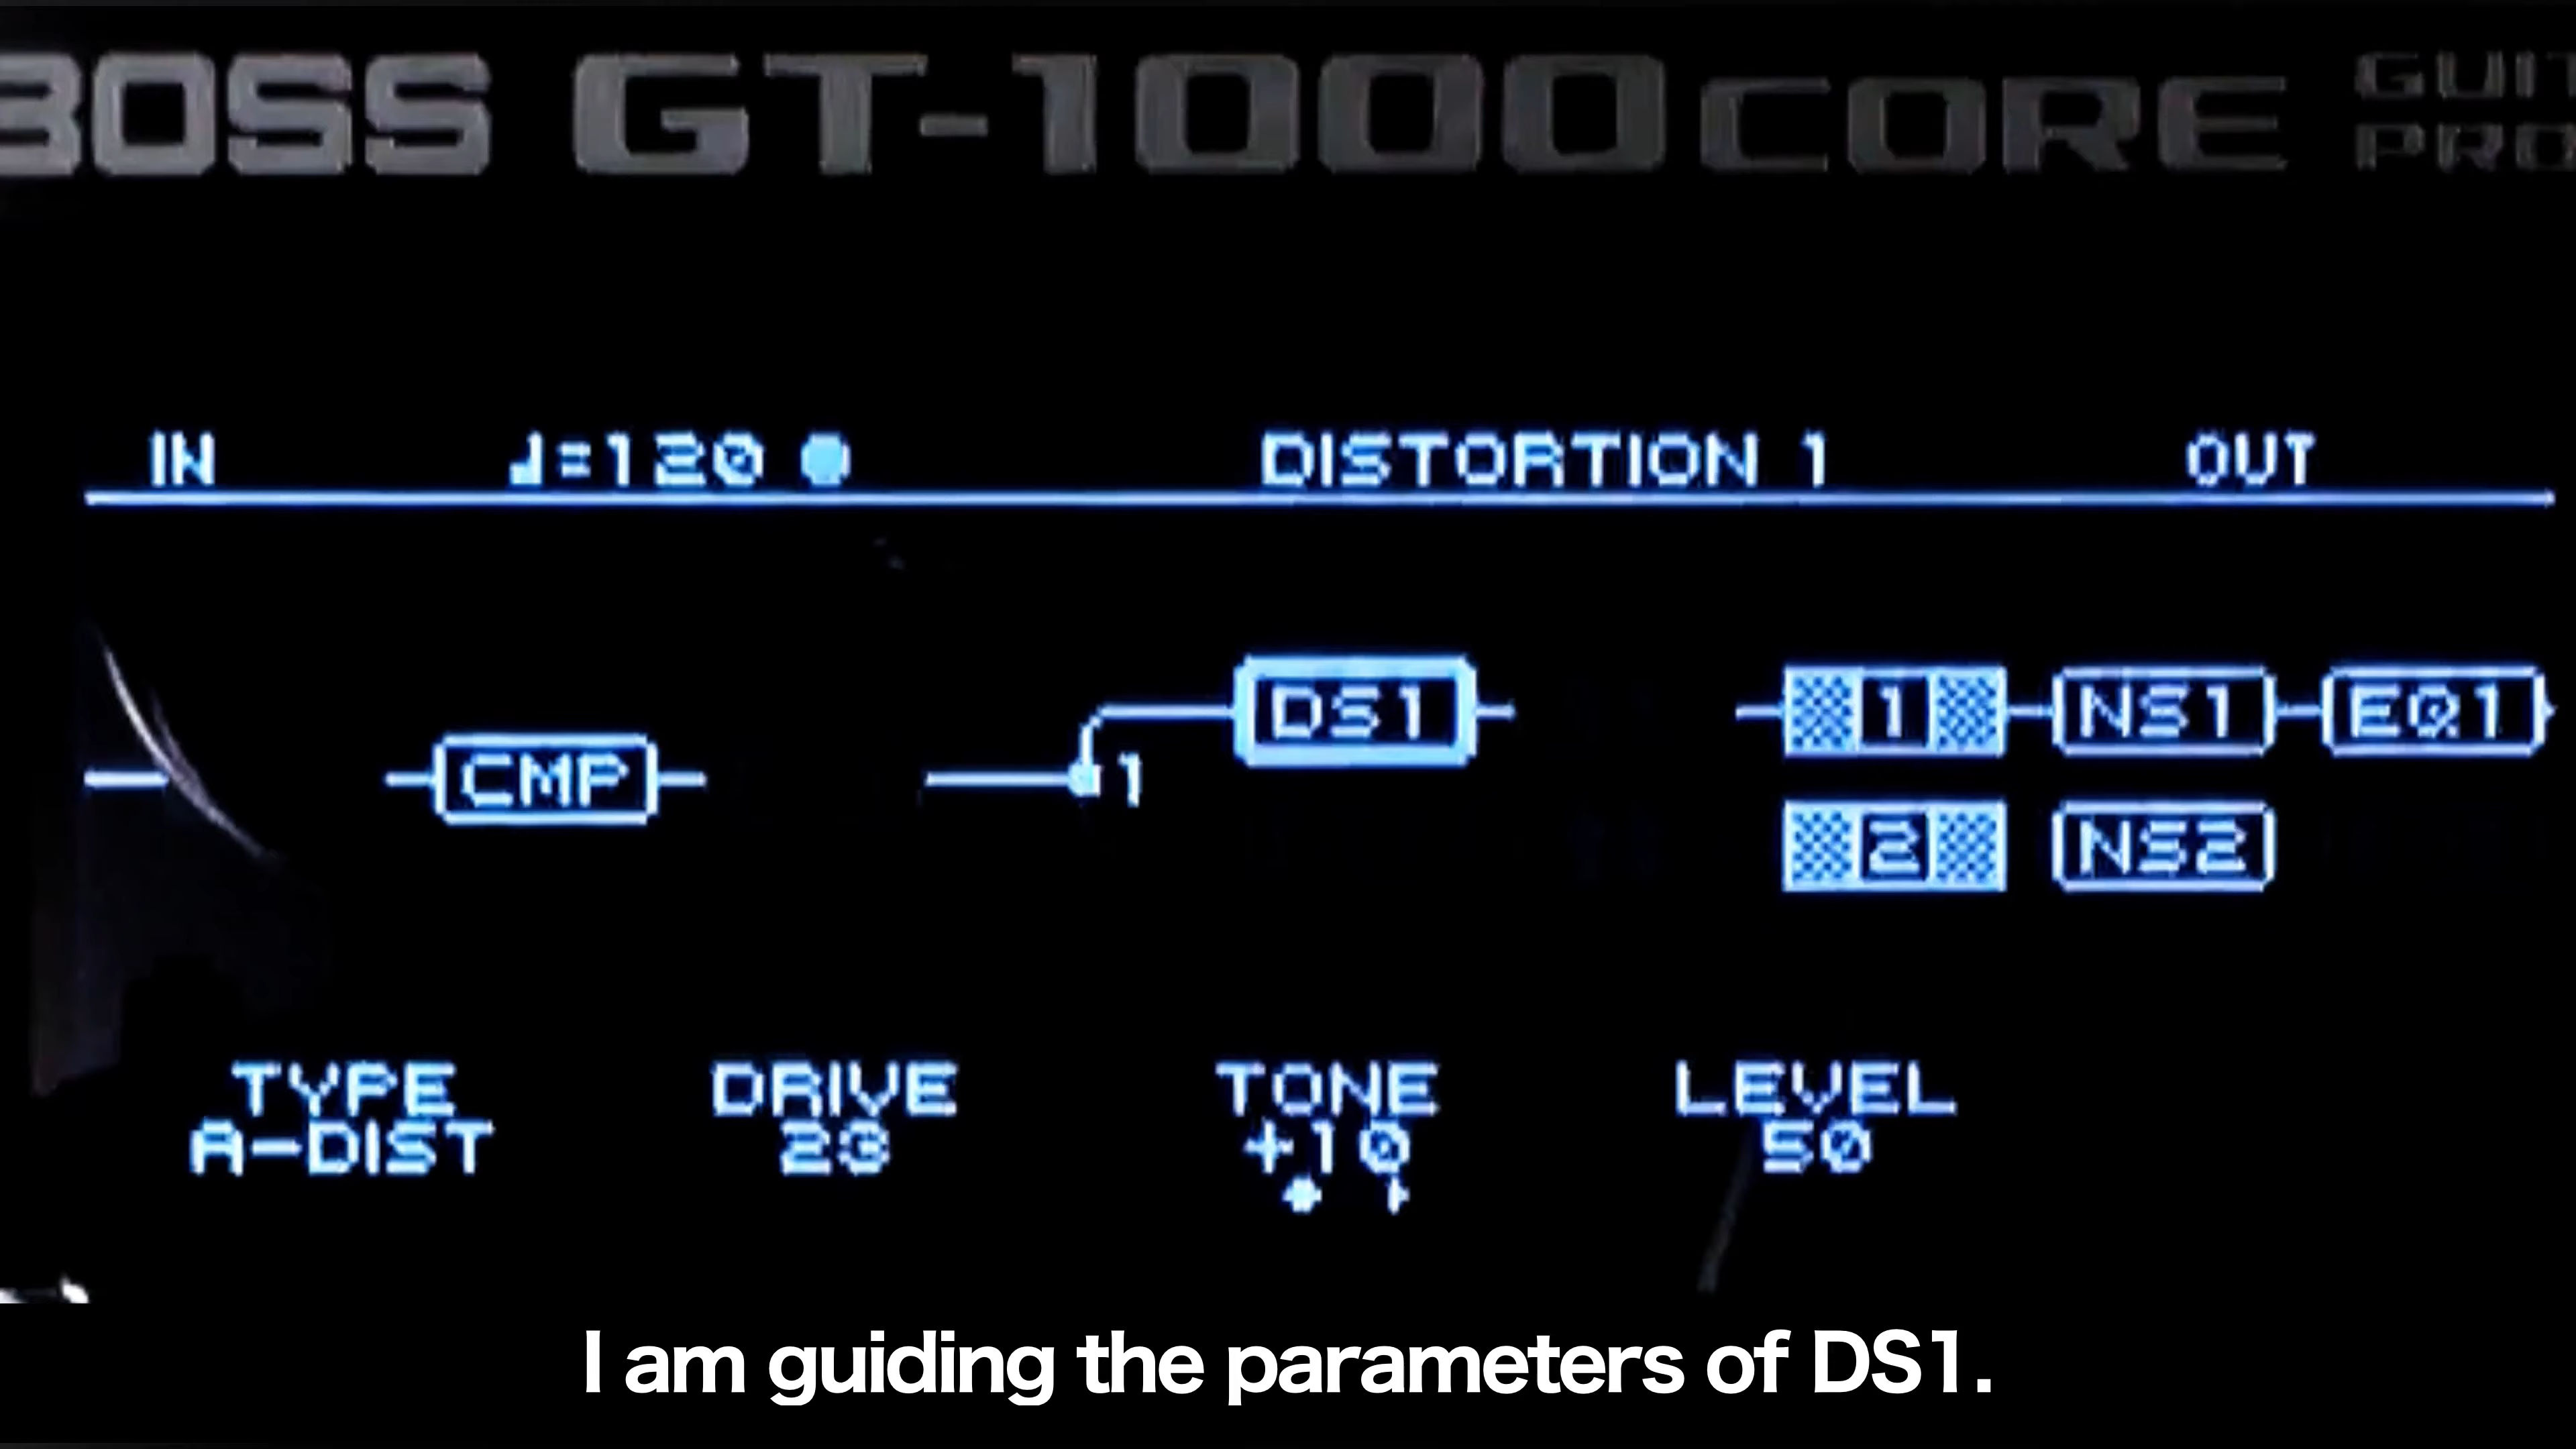 BOSS GT-1000CORE
IN ♩=120 DISTORTION 1 OUT
DS1 1 NS1 EQ1
CMP 1
2 NS2
TYPE DRIVE TONE LEVEL
A-DIST 23 +10 50
I am guiding the parameters of DS1.